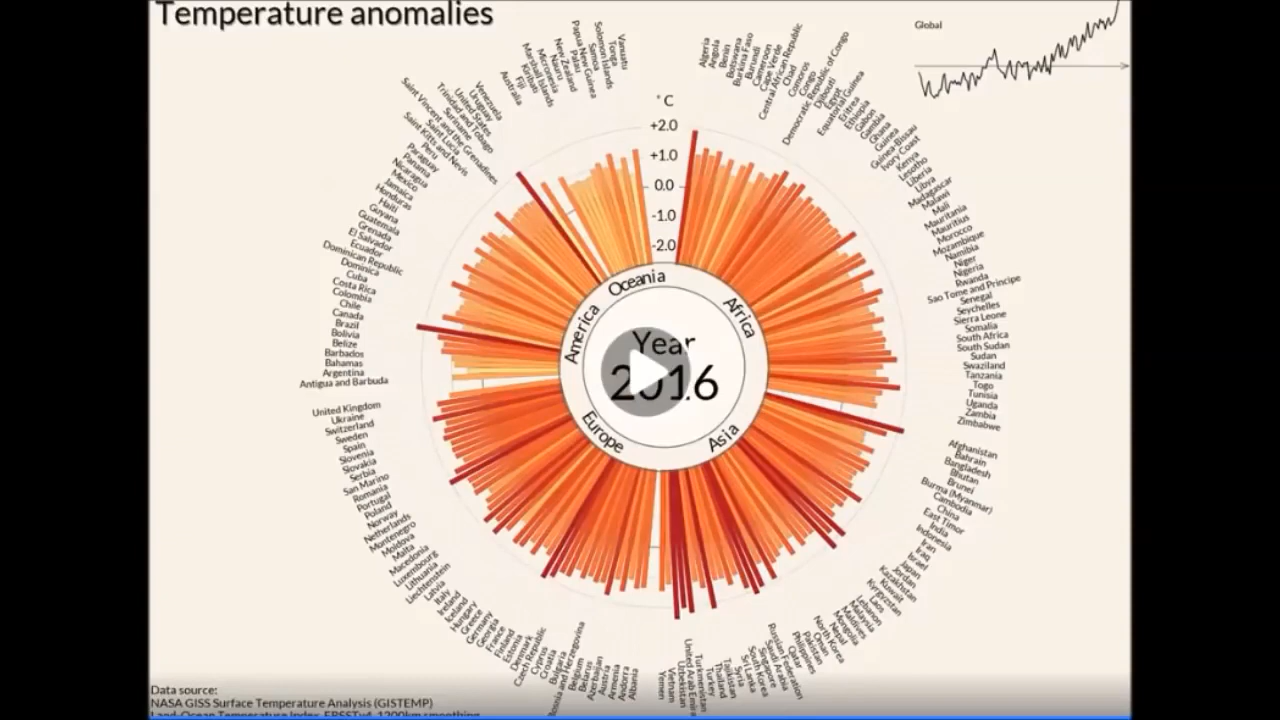 Temperature anomalies
Global
°C
+2.0
+1.0
0.0
-1.0
-2.0
Oceania
Africa
Asia
Europe
America
Year
2016
Algeria
Angola
Benin
Botswana
Burkina Faso
Burundi
Cameroon
Cape Verde
Central African Republic
Chad
Comoros
Congo
Democratic Republic of Congo
Djibouti
Egypt
Equatorial Guinea
Eritrea
Ethiopia
Gabon
Gambia
Ghana
Guinea
Guinea-Bissau
Ivory Coast
Kenya
Lesotho
Liberia
Libya
Madagascar
Malawi
Mali
Mauritania
Mauritius
Morocco
Mozambique
Namibia
Niger
Nigeria
Rwanda
Sao Tome and Principe
Senegal
Seychelles
Sierra Leone
Somalia
South Africa
South Sudan
Sudan
Swaziland
Tanzania
Togo
Tunisia
Uganda
Zambia
Zimbabwe
Afghanistan
Bahrain
Bangladesh
Bhutan
Brunei
Burma (Myanmar)
Cambodia
China
East Timor
India
Indonesia
Iran
Iraq
Israel
Japan
Jordan
Kazakhstan
Kuwait
Kyrgyzstan
Laos
Lebanon
Malaysia
Maldives
Mongolia
Nepal
North Korea
Oman
Pakistan
Philippines
Qatar
Russian Federation
Saudi Arabia
Singapore
South Korea
Sri Lanka
Syria
Tajikistan
Thailand
Turkey
Turkmenistan
United Arab Emira
Uzbekistan
Vietnam
Yemen
Albania
Andorra
Armenia
Austria
Azerbaijan
Belarus
Belgium
Bosnia and Herzegovina
Bulgaria
Croatia
Cyprus
Czech Republic
Denmark
Estonia
Finland
France
Georgia
Germany
Greece
Hungary
Iceland
Ireland
Italy
Latvia
Liechtenstein
Lithuania
Luxembourg
Macedonia
Malta
Moldova
Montenegro
Netherlands
Norway
Poland
Portugal
Romania
San Marino
Serbia
Slovakia
Slovenia
Spain
Sweden
Switzerland
Ukraine
United Kingdom
Antigua and Barbuda
Argentina
Bahamas
Barbados
Belize
Bolivia
Brazil
Canada
Chile
Colombia
Costa Rica
Cuba
Dominica
Dominican Republic
Ecuador
El Salvador
Grenada
Guatemala
Guyana
Haiti
Honduras
Jamaica
Mexico
Nicaragua
Panama
Paraguay
Peru
Saint Kitts and Nevis
Saint Lucia
Saint Vincent and the Grenadines
Suriname
Trinidad and Tobago
United States
Uruguay
Venezuela
Australia
Fiji
Kiribati
Marshall Islands
Micronesia
Nauru
New Zealand
Palau
Papua New Guinea
Samoa
Solomon Islands
Tonga
Vanuatu
Data source:
NASA GISS Surface Temperature Analysis (GISTEMP)
Land-Ocean Temperature Index, ERSSTv4, 1200km smoothing